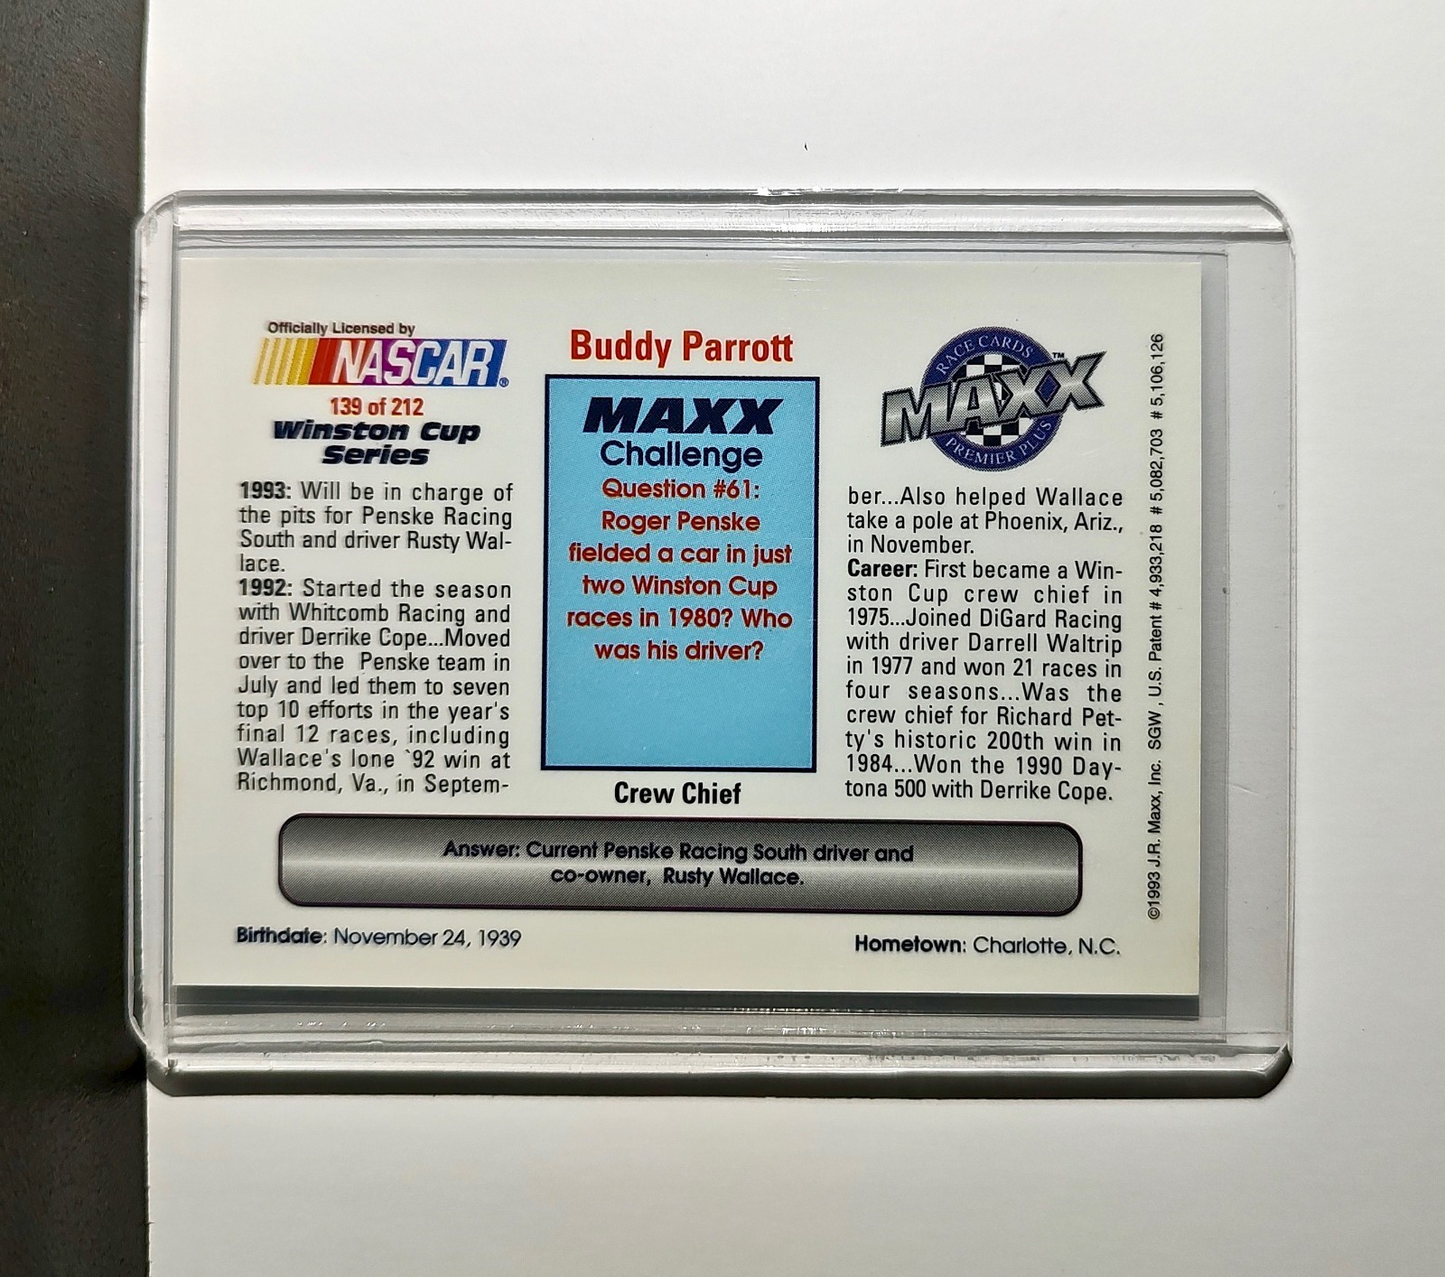 Officially Licensed by
NASCAR®
139 of 212
Winston Cup
Series
1993: Will be in charge of
the pits for Penske Racing
South and driver Rusty Wal-
lace.
1992: Started the season
with Whitcomb Racing and
driver Derrike Cope...Moved
over to the Penske team in
July and led them to seven
top 10 efforts in the year's
final 12 races, including
Wallace's lone `92 win at
Richmond, Va., in Septem-
Buddy Parrott
MAXX
Challenge
Question #61:
Roger Penske
fielded a car in just
two Winston Cup
races in 1980? Who
was his driver?
Crew Chief
RACE CARDS
MAXX™
PREMIER PLUS
ber...Also helped Wallace
take a pole at Phoenix, Ariz.,
in November.
Career: First became a Win-
ston Cup crew chief in
1975...Joined DiGard Racing
with driver Darrell Waltrip
in 1977 and won 21 races in
four seasons...Was the
crew chief for Richard Pet-
ty's historic 200th win in
1984...Won the 1990 Day-
tona 500 with Derrike Cope.
Answer: Current Penske Racing South driver and
co-owner, Rusty Wallace.
Birthdate: November 24, 1939
Hometown: Charlotte, N.C.
©1993 J.R. Maxx, Inc. SGW , U.S. Patent # 4,933,218 # 5,082,703 # 5,106,126